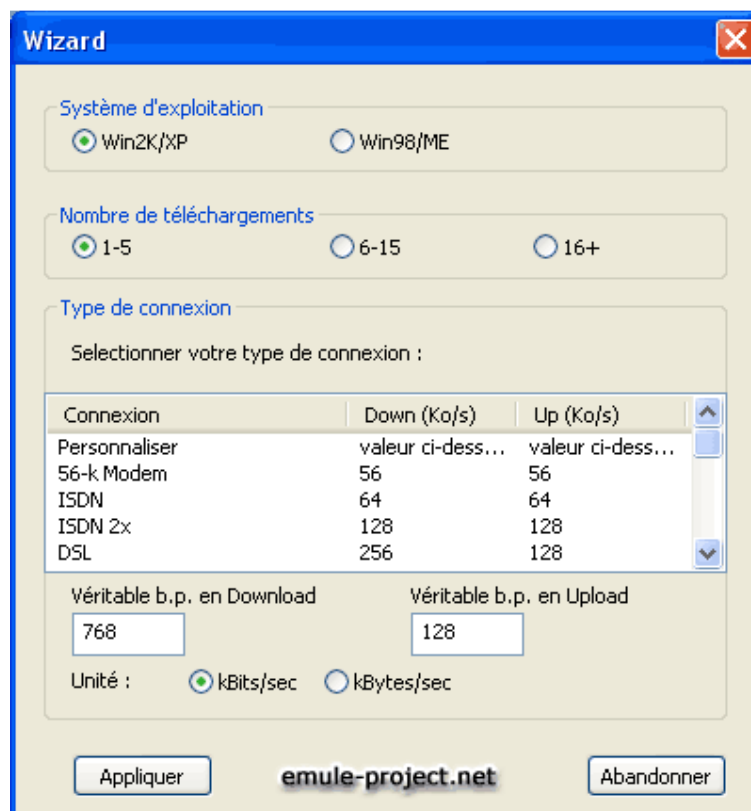 Wizard
Système d'exploitation
Win2K/XP Win98/ME
Nombre de téléchargements
1-5 6-15 16+
Type de connexion
Selectionner votre type de connexion :
Connexion Down (Ko/s) Up (Ko/s)
Personnaliser valeur ci-dess... valeur ci-dess...
56-k Modem 56 56
ISDN 64 64
ISDN 2x 128 128
DSL 256 128
Véritable b.p. en Download Véritable b.p. en Upload
768 128
Unité : kBits/sec kBytes/sec
Appliquer emule-project.net Abandonner